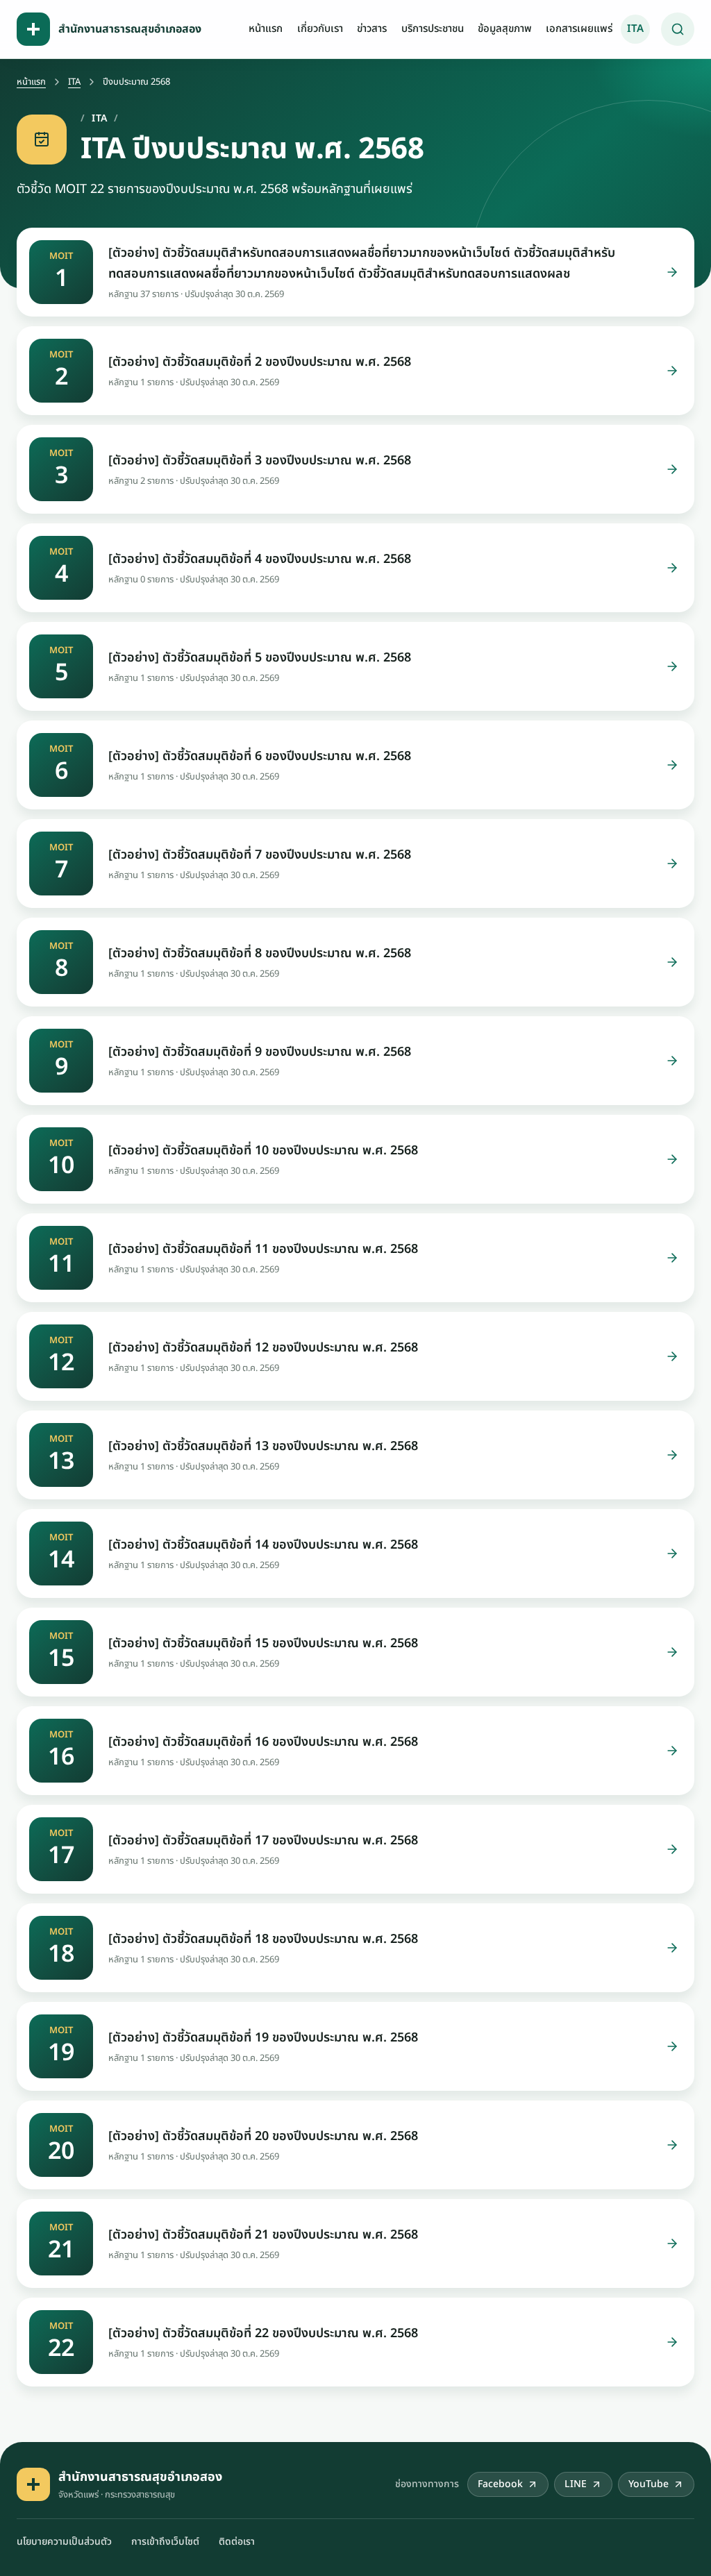 สำนักงานสาธารณสุขอำเภอสอง
หน้าแรก เกี่ยวกับเรา ข่าวสาร บริการประชาชน ข้อมูลสุขภาพ เอกสารเผยแพร่ ITA
หน้าแรก ITA ปีงบประมาณ 2568
/ ITA /
ITA ปีงบประมาณ พ.ศ. 2568
ตัวชี้วัด MOIT 22 รายการของปีงบประมาณ พ.ศ. 2568 พร้อมหลักฐานที่เผยแพร่
MOIT
1
[ตัวอย่าง] ตัวชี้วัดสมมุติสำหรับทดสอบการแสดงผลชื่อที่ยาวมากของหน้าเว็บไซต์ ตัวชี้วัดสมมุติสำหรับ
ทดสอบการแสดงผลชื่อที่ยาวมากของหน้าเว็บไซต์ ตัวชี้วัดสมมุติสำหรับทดสอบการแสดงผลช
หลักฐาน 37 รายการ · ปรับปรุงล่าสุด 30 ต.ค. 2569
MOIT
2
[ตัวอย่าง] ตัวชี้วัดสมมุติข้อที่ 2 ของปีงบประมาณ พ.ศ. 2568
หลักฐาน 1 รายการ · ปรับปรุงล่าสุด 30 ต.ค. 2569
MOIT
3
[ตัวอย่าง] ตัวชี้วัดสมมุติข้อที่ 3 ของปีงบประมาณ พ.ศ. 2568
หลักฐาน 2 รายการ · ปรับปรุงล่าสุด 30 ต.ค. 2569
MOIT
4
[ตัวอย่าง] ตัวชี้วัดสมมุติข้อที่ 4 ของปีงบประมาณ พ.ศ. 2568
หลักฐาน 0 รายการ · ปรับปรุงล่าสุด 30 ต.ค. 2569
MOIT
5
[ตัวอย่าง] ตัวชี้วัดสมมุติข้อที่ 5 ของปีงบประมาณ พ.ศ. 2568
หลักฐาน 1 รายการ · ปรับปรุงล่าสุด 30 ต.ค. 2569
MOIT
6
[ตัวอย่าง] ตัวชี้วัดสมมุติข้อที่ 6 ของปีงบประมาณ พ.ศ. 2568
หลักฐาน 1 รายการ · ปรับปรุงล่าสุด 30 ต.ค. 2569
MOIT
7
[ตัวอย่าง] ตัวชี้วัดสมมุติข้อที่ 7 ของปีงบประมาณ พ.ศ. 2568
หลักฐาน 1 รายการ · ปรับปรุงล่าสุด 30 ต.ค. 2569
MOIT
8
[ตัวอย่าง] ตัวชี้วัดสมมุติข้อที่ 8 ของปีงบประมาณ พ.ศ. 2568
หลักฐาน 1 รายการ · ปรับปรุงล่าสุด 30 ต.ค. 2569
MOIT
9
[ตัวอย่าง] ตัวชี้วัดสมมุติข้อที่ 9 ของปีงบประมาณ พ.ศ. 2568
หลักฐาน 1 รายการ · ปรับปรุงล่าสุด 30 ต.ค. 2569
MOIT
10
[ตัวอย่าง] ตัวชี้วัดสมมุติข้อที่ 10 ของปีงบประมาณ พ.ศ. 2568
หลักฐาน 1 รายการ · ปรับปรุงล่าสุด 30 ต.ค. 2569
MOIT
11
[ตัวอย่าง] ตัวชี้วัดสมมุติข้อที่ 11 ของปีงบประมาณ พ.ศ. 2568
หลักฐาน 1 รายการ · ปรับปรุงล่าสุด 30 ต.ค. 2569
MOIT
12
[ตัวอย่าง] ตัวชี้วัดสมมุติข้อที่ 12 ของปีงบประมาณ พ.ศ. 2568
หลักฐาน 1 รายการ · ปรับปรุงล่าสุด 30 ต.ค. 2569
MOIT
13
[ตัวอย่าง] ตัวชี้วัดสมมุติข้อที่ 13 ของปีงบประมาณ พ.ศ. 2568
หลักฐาน 1 รายการ · ปรับปรุงล่าสุด 30 ต.ค. 2569
MOIT
14
[ตัวอย่าง] ตัวชี้วัดสมมุติข้อที่ 14 ของปีงบประมาณ พ.ศ. 2568
หลักฐาน 1 รายการ · ปรับปรุงล่าสุด 30 ต.ค. 2569
MOIT
15
[ตัวอย่าง] ตัวชี้วัดสมมุติข้อที่ 15 ของปีงบประมาณ พ.ศ. 2568
หลักฐาน 1 รายการ · ปรับปรุงล่าสุด 30 ต.ค. 2569
MOIT
16
[ตัวอย่าง] ตัวชี้วัดสมมุติข้อที่ 16 ของปีงบประมาณ พ.ศ. 2568
หลักฐาน 1 รายการ · ปรับปรุงล่าสุด 30 ต.ค. 2569
MOIT
17
[ตัวอย่าง] ตัวชี้วัดสมมุติข้อที่ 17 ของปีงบประมาณ พ.ศ. 2568
หลักฐาน 1 รายการ · ปรับปรุงล่าสุด 30 ต.ค. 2569
MOIT
18
[ตัวอย่าง] ตัวชี้วัดสมมุติข้อที่ 18 ของปีงบประมาณ พ.ศ. 2568
หลักฐาน 1 รายการ · ปรับปรุงล่าสุด 30 ต.ค. 2569
MOIT
19
[ตัวอย่าง] ตัวชี้วัดสมมุติข้อที่ 19 ของปีงบประมาณ พ.ศ. 2568
หลักฐาน 1 รายการ · ปรับปรุงล่าสุด 30 ต.ค. 2569
MOIT
20
[ตัวอย่าง] ตัวชี้วัดสมมุติข้อที่ 20 ของปีงบประมาณ พ.ศ. 2568
หลักฐาน 1 รายการ · ปรับปรุงล่าสุด 30 ต.ค. 2569
MOIT
21
[ตัวอย่าง] ตัวชี้วัดสมมุติข้อที่ 21 ของปีงบประมาณ พ.ศ. 2568
หลักฐาน 1 รายการ · ปรับปรุงล่าสุด 30 ต.ค. 2569
MOIT
22
[ตัวอย่าง] ตัวชี้วัดสมมุติข้อที่ 22 ของปีงบประมาณ พ.ศ. 2568
หลักฐาน 1 รายการ · ปรับปรุงล่าสุด 30 ต.ค. 2569
สำนักงานสาธารณสุขอำเภอสอง
จังหวัดแพร่ · กระทรวงสาธารณสุข
ช่องทางทางการ Facebook LINE YouTube
นโยบายความเป็นส่วนตัว การเข้าถึงเว็บไซต์ ติดต่อเรา